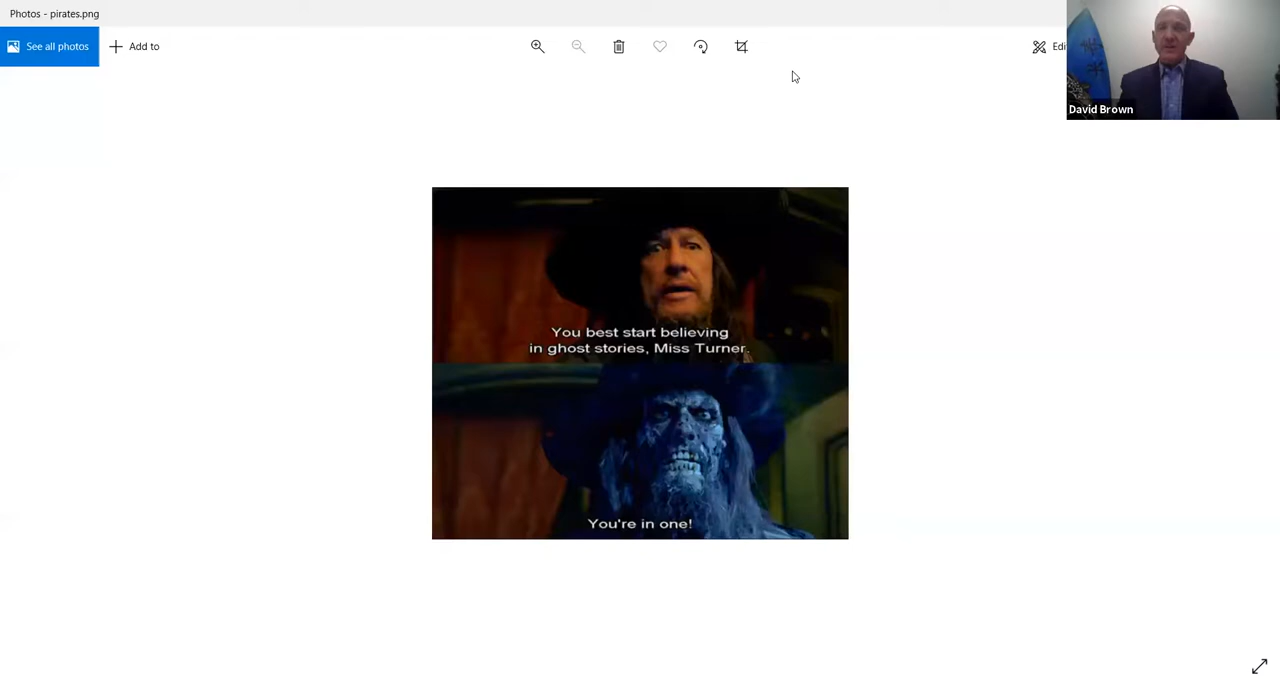 Photos - pirates.png
See all photos
Add to
David Brown
You best start believing
in ghost stories, Miss Turner.
You're in one!